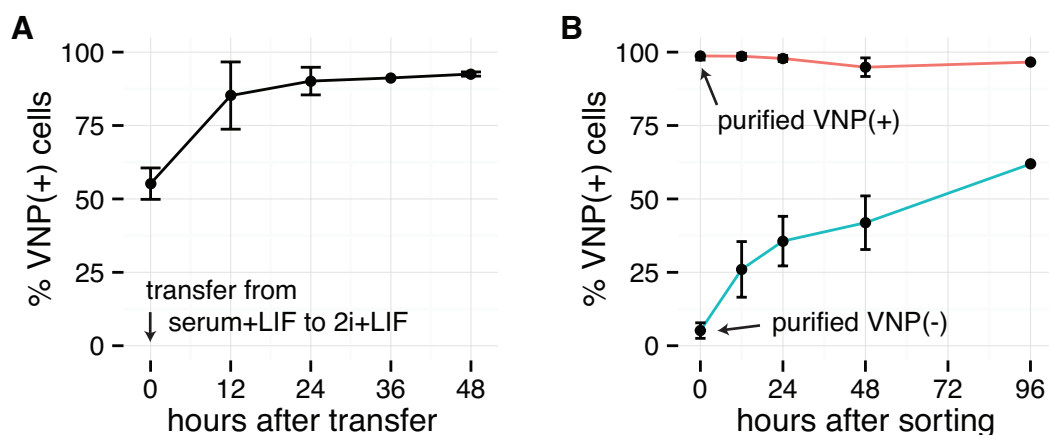 A
% VNP(+) cells
100
75
50
25
0
transfer from
serum+LIF to 2i+LIF
0 12 24 36 48
hours after transfer
B
% VNP(+) cells
100
75
50
25
0
purified VNP(+)
purified VNP(-)
0 24 48 72 96
hours after sorting